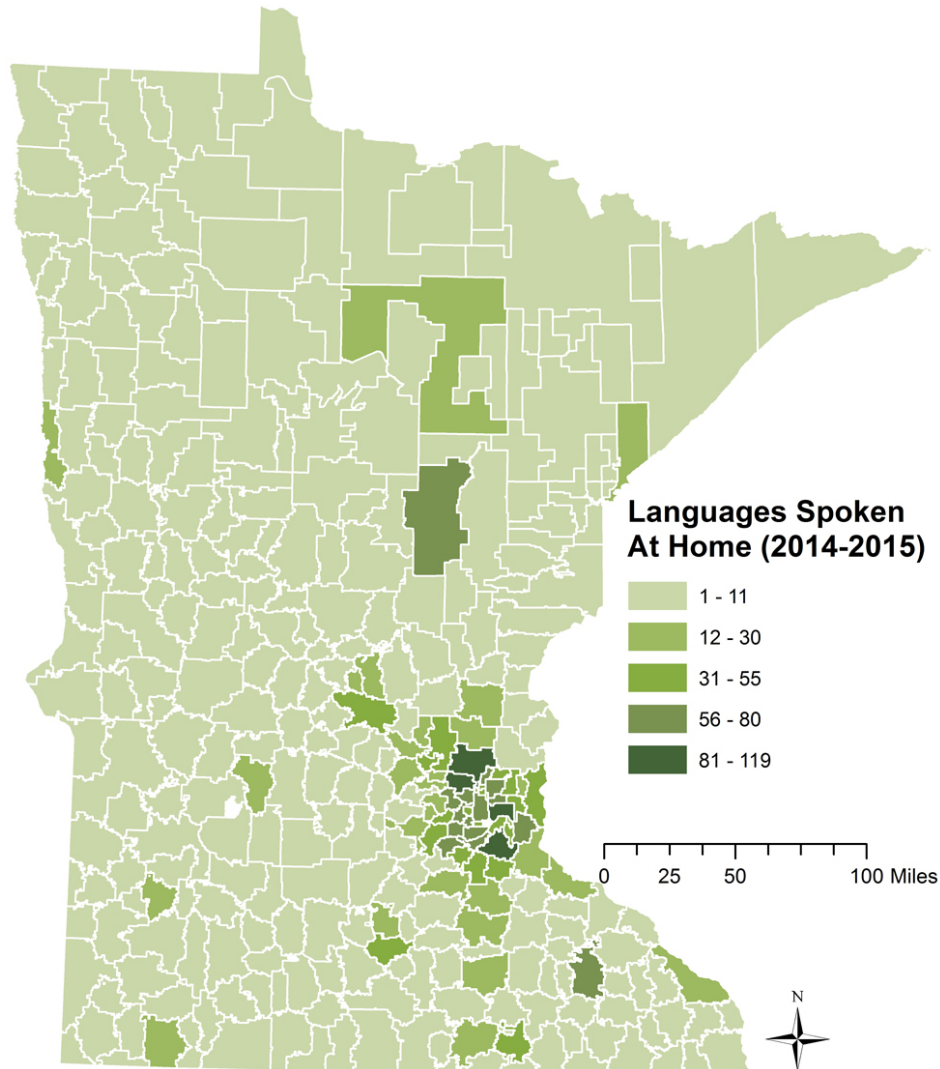 Languages Spoken
At Home (2014-2015)
1 - 11
12 - 30
31 - 55
56 - 80
81 - 119
0 25 50 100 Miles
N